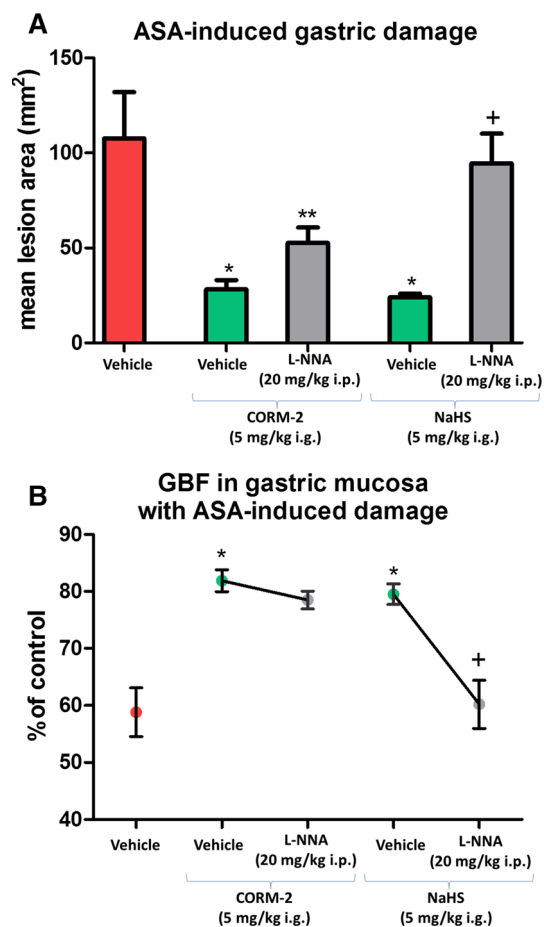 A
ASA-induced gastric damage
mean lesion area (mm²)
150
100
50
0
*
**
*
+
Vehicle
Vehicle
L-NNA
(20 mg/kg i.p.)
Vehicle
L-NNA
(20 mg/kg i.p.)
CORM-2
(5 mg/kg i.g.)
NaHS
(5 mg/kg i.g.)
B
GBF in gastric mucosa
with ASA-induced damage
% of control
90
80
70
60
50
40
*
*
+
Vehicle
Vehicle
L-NNA
(20 mg/kg i.p.)
Vehicle
L-NNA
(20 mg/kg i.p.)
CORM-2
(5 mg/kg i.g.)
NaHS
(5 mg/kg i.g.)